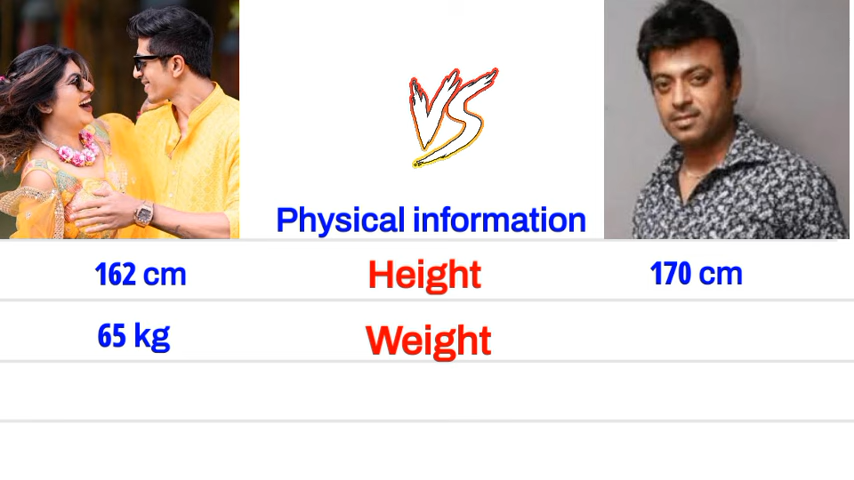 VS
Physical information
162 cm Height 170 cm
65 kg Weight